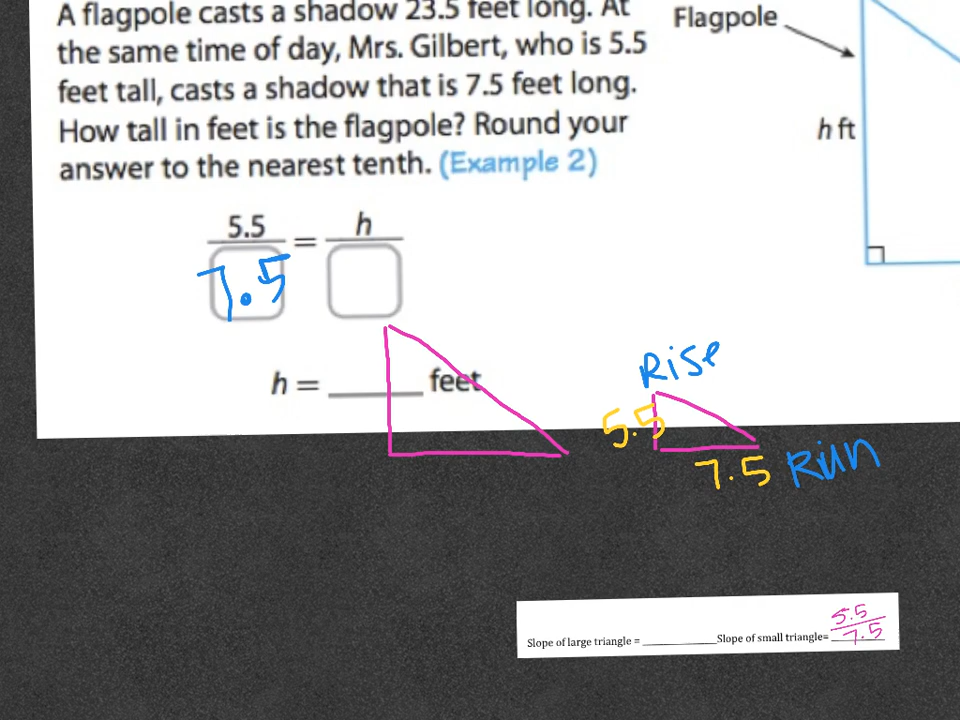 A flagpole casts a shadow 23.5 feet long. At
the same time of day, Mrs. Gilbert, who is 5.5
feet tall, casts a shadow that is 7.5 feet long.
How tall in feet is the flagpole? Round your
answer to the nearest tenth. (Example 2)
Flagpole
h ft
5.5 = h
7.5
h = ______ feet
Rise
5.5
7.5 Run
Slope of large triangle = ____________ Slope of small triangle= 5.5/7.5